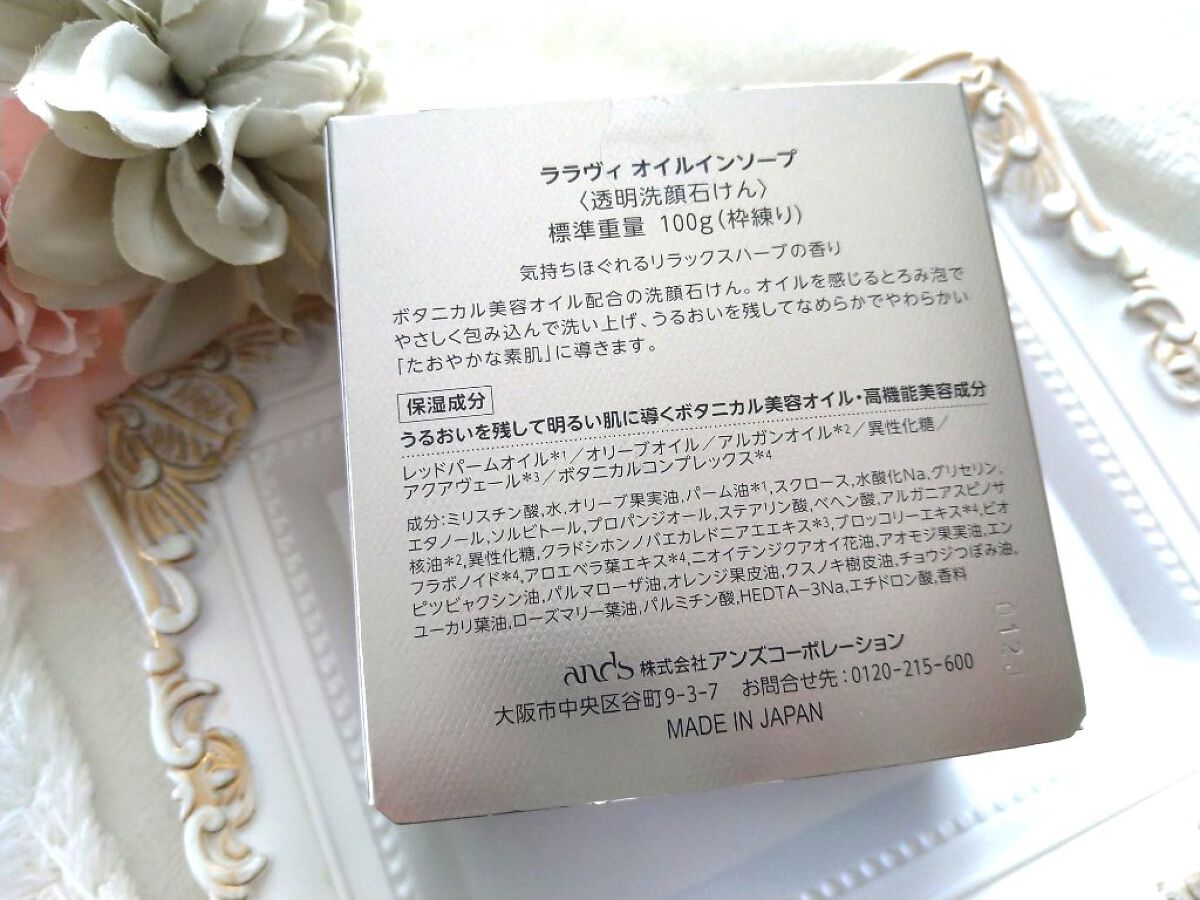 ララヴィ オイルインソープ
〈透明洗顔石けん〉
標準重量 100g(枠練り)
気持ちほぐれるリラックスハーブの香り
ボタニカル美容オイル配合の洗顔石けん。オイルを感じるとろみ泡で
やさしく包み込んで洗い上げ、うるおいを残してなめらかでやわらかい
「たおやかな素肌」に導きます。
保湿成分
うるおいを残して明るい肌に導くボタニカル美容オイル・高機能美容成分
レッドパームオイル*1/オリーブオイル/アルガンオイル*2/異性化糖/
アクアヴェール*3/ボタニカルコンプレックス*4
成分:ミリスチン酸,水,オリーブ果実油,パーム油*1,スクロース,水酸化Na,グリセリン,
エタノール,ソルビトール,プロパンジオール,ステアリン酸,ベヘン酸,アルガニアスピノサ
核油*2,異性化糖,クラドシホンノバエカレドニアエエキス*3,ブロッコリーエキス*4,ビオ
フラボノイド*4,アロエベラ葉エキス*4,ニオイテンジクアオイ花油,アオモジ果実油,エン
ピツビャクシン油,パルマローザ油,オレンジ果皮油,クスノキ樹皮油,チョウジつぼみ油,
ユーカリ葉油,ローズマリー葉油,パルミチン酸,HEDTA-3Na,エチドロン酸,香料
ands 株式会社アンズコーポレーション
大阪市中央区谷町9-3-7 お問合せ先:0120-215-600
MADE IN JAPAN